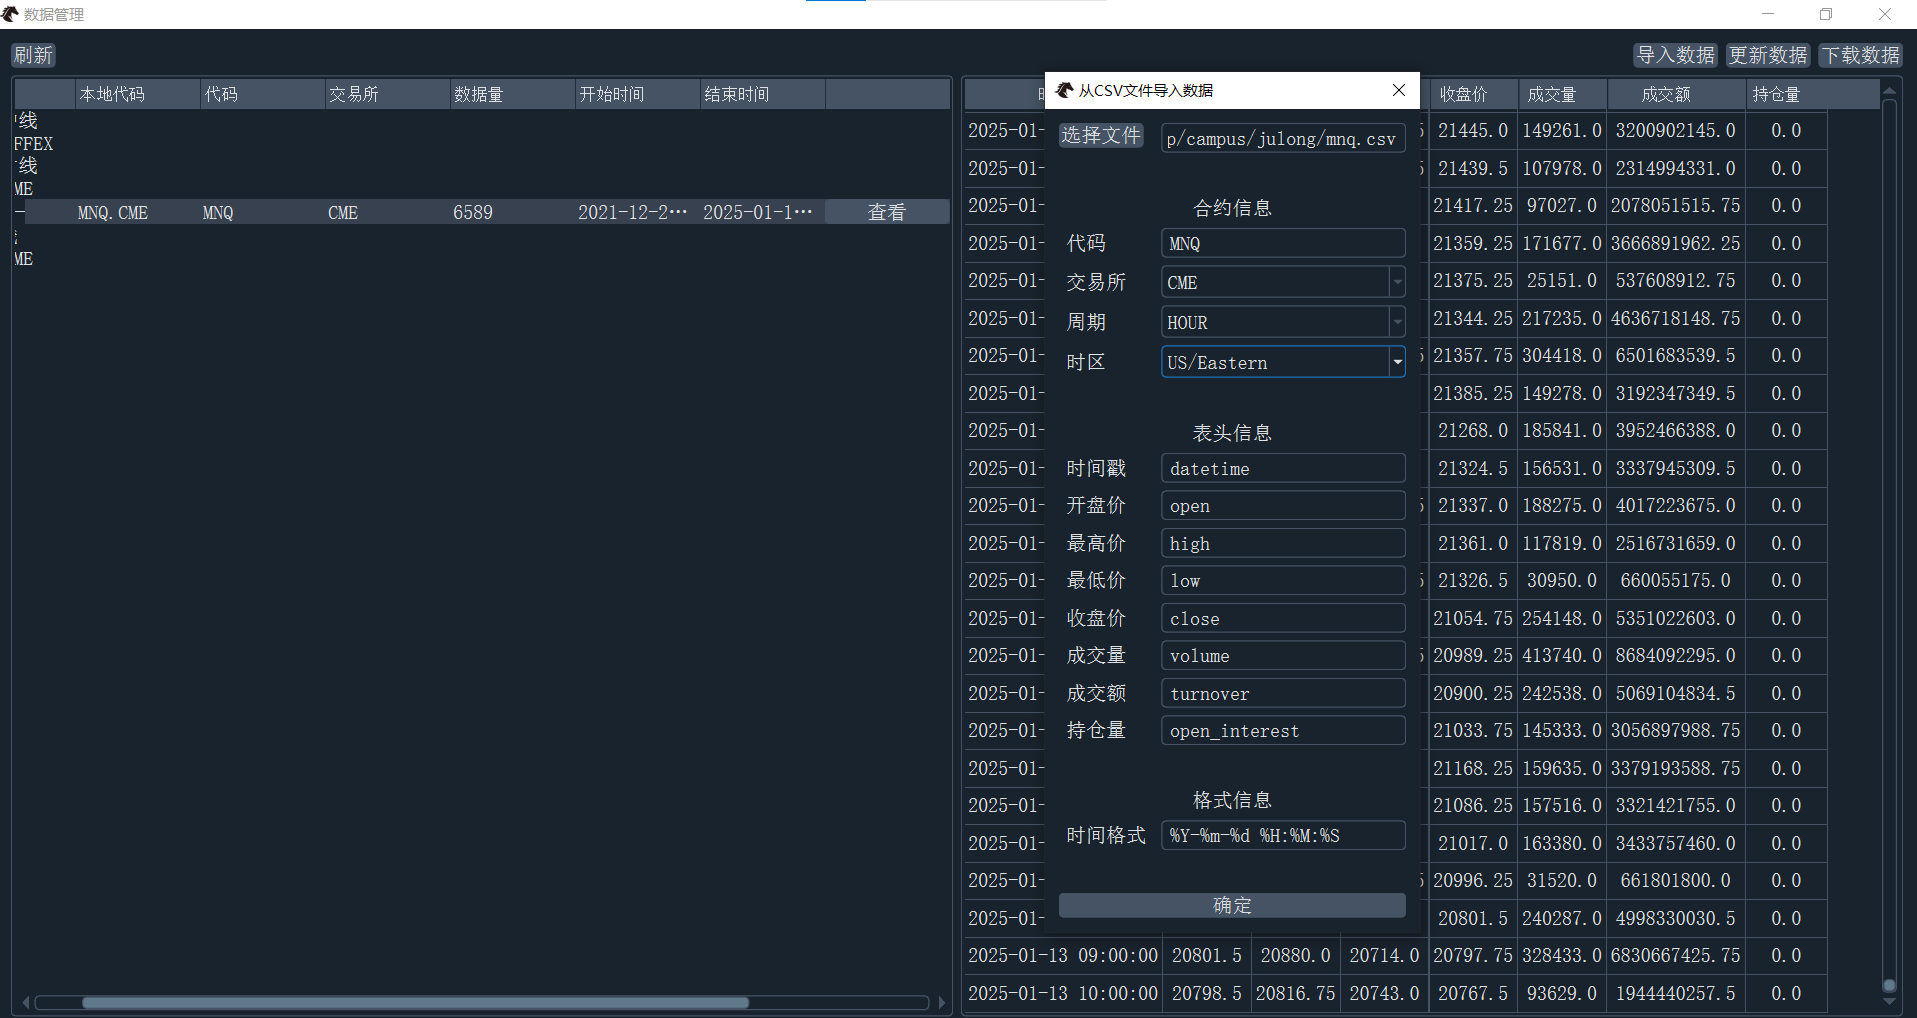 数据管理
刷新
导入数据 更新数据 下载数据
本地代码 代码 交易所 数据量 开始时间 结束时间
线
FFEX
线
ME
MNQ.CME MNQ CME 6589 2021-12-2… 2025-01-1… 查看
ME
从CSV文件导入数据
选择文件 p/campus/julong/mnq.csv
合约信息
代码 MNQ
交易所 CME
周期 HOUR
时区 US/Eastern
表头信息
时间戳 datetime
开盘价 open
最高价 high
最低价 low
收盘价 close
成交量 volume
成交额 turnover
持仓量 open_interest
格式信息
时间格式 %Y-%m-%d %H:%M:%S
确定
收盘价 成交量 成交额 持仓量
2025-01- 21445.0 149261.0 3200902145.0 0.0
2025-01- 21439.5 107978.0 2314994331.0 0.0
2025-01- 21417.25 97027.0 2078051515.75 0.0
2025-01- 21359.25 171677.0 3666891962.25 0.0
2025-01- 21375.25 25151.0 537608912.75 0.0
2025-01- 21344.25 217235.0 4636718148.75 0.0
2025-01- 21357.75 304418.0 6501683539.5 0.0
2025-01- 21385.25 149278.0 3192347349.5 0.0
2025-01- 21268.0 185841.0 3952466388.0 0.0
2025-01- 21324.5 156531.0 3337945309.5 0.0
2025-01- 21337.0 188275.0 4017223675.0 0.0
2025-01- 21361.0 117819.0 2516731659.0 0.0
2025-01- 21326.5 30950.0 660055175.0 0.0
2025-01- 21054.75 254148.0 5351022603.0 0.0
2025-01- 20989.25 413740.0 8684092295.0 0.0
2025-01- 20900.25 242538.0 5069104834.5 0.0
2025-01- 21033.75 145333.0 3056897988.75 0.0
2025-01- 21168.25 159635.0 3379193588.75 0.0
2025-01- 21086.25 157516.0 3321421755.0 0.0
2025-01- 21017.0 163380.0 3433757460.0 0.0
2025-01- 20996.25 31520.0 661801800.0 0.0
2025-01- 20801.5 240287.0 4998330030.5 0.0
2025-01-13 09:00:00 20801.5 20880.0 20714.0 20797.75 328433.0 6830667425.75 0.0
2025-01-13 10:00:00 20798.5 20816.75 20743.0 20767.5 93629.0 1944440257.5 0.0